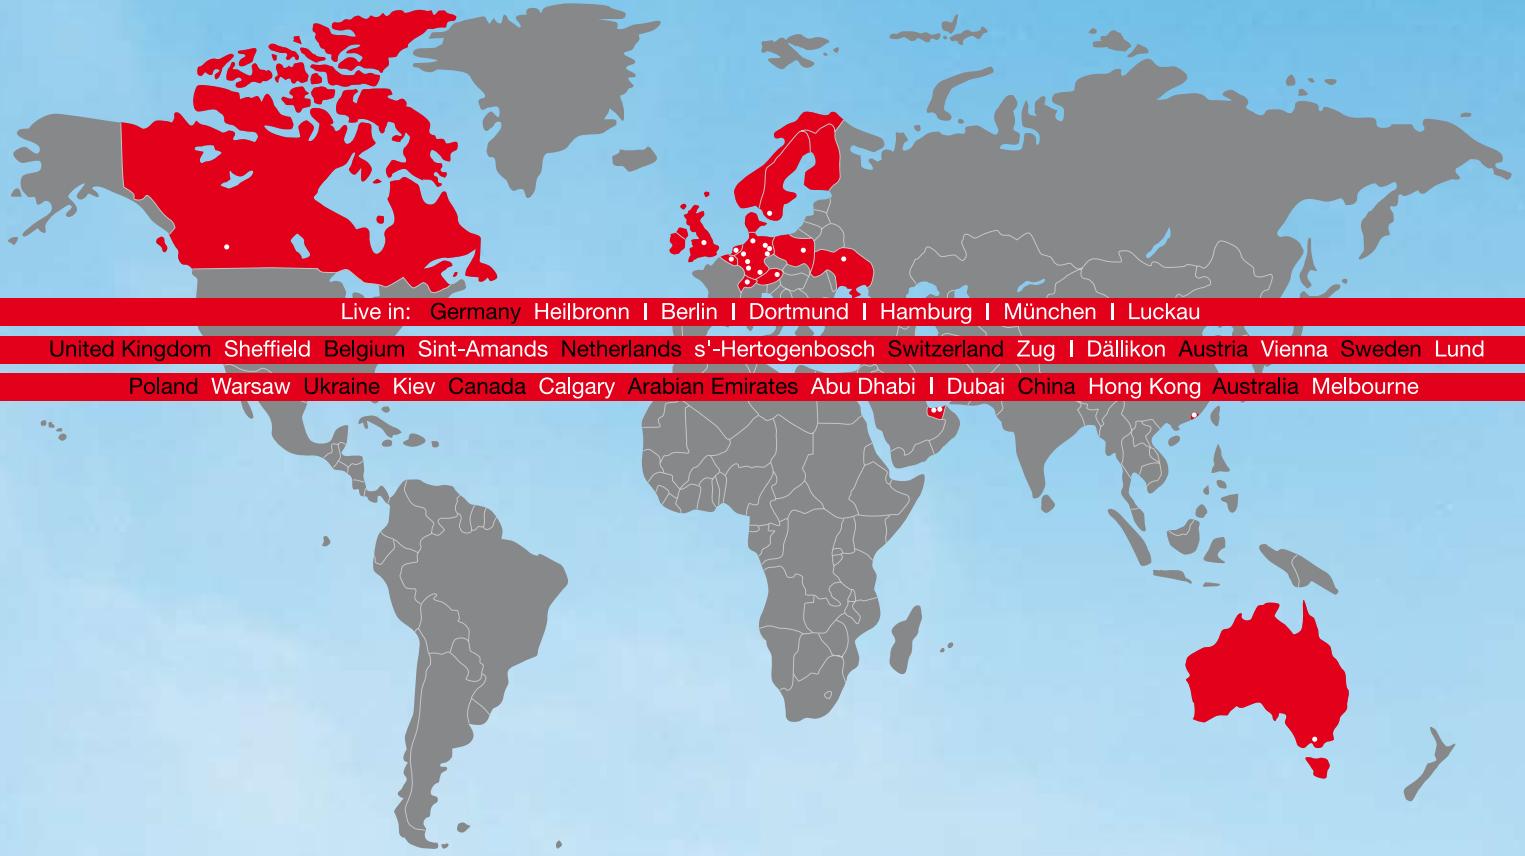 Live in: Germany Heilbronn I Berlin I Dortmund I Hamburg I München I Luckau
United Kingdom Sheffield Belgium Sint-Amands Netherlands s'-Hertogenbosch Switzerland Zug I Dällikon Austria Vienna Sweden Lund
Poland Warsaw Ukraine Kiev Canada Calgary Arabian Emirates Abu Dhabi I Dubai China Hong Kong Australia Melbourne